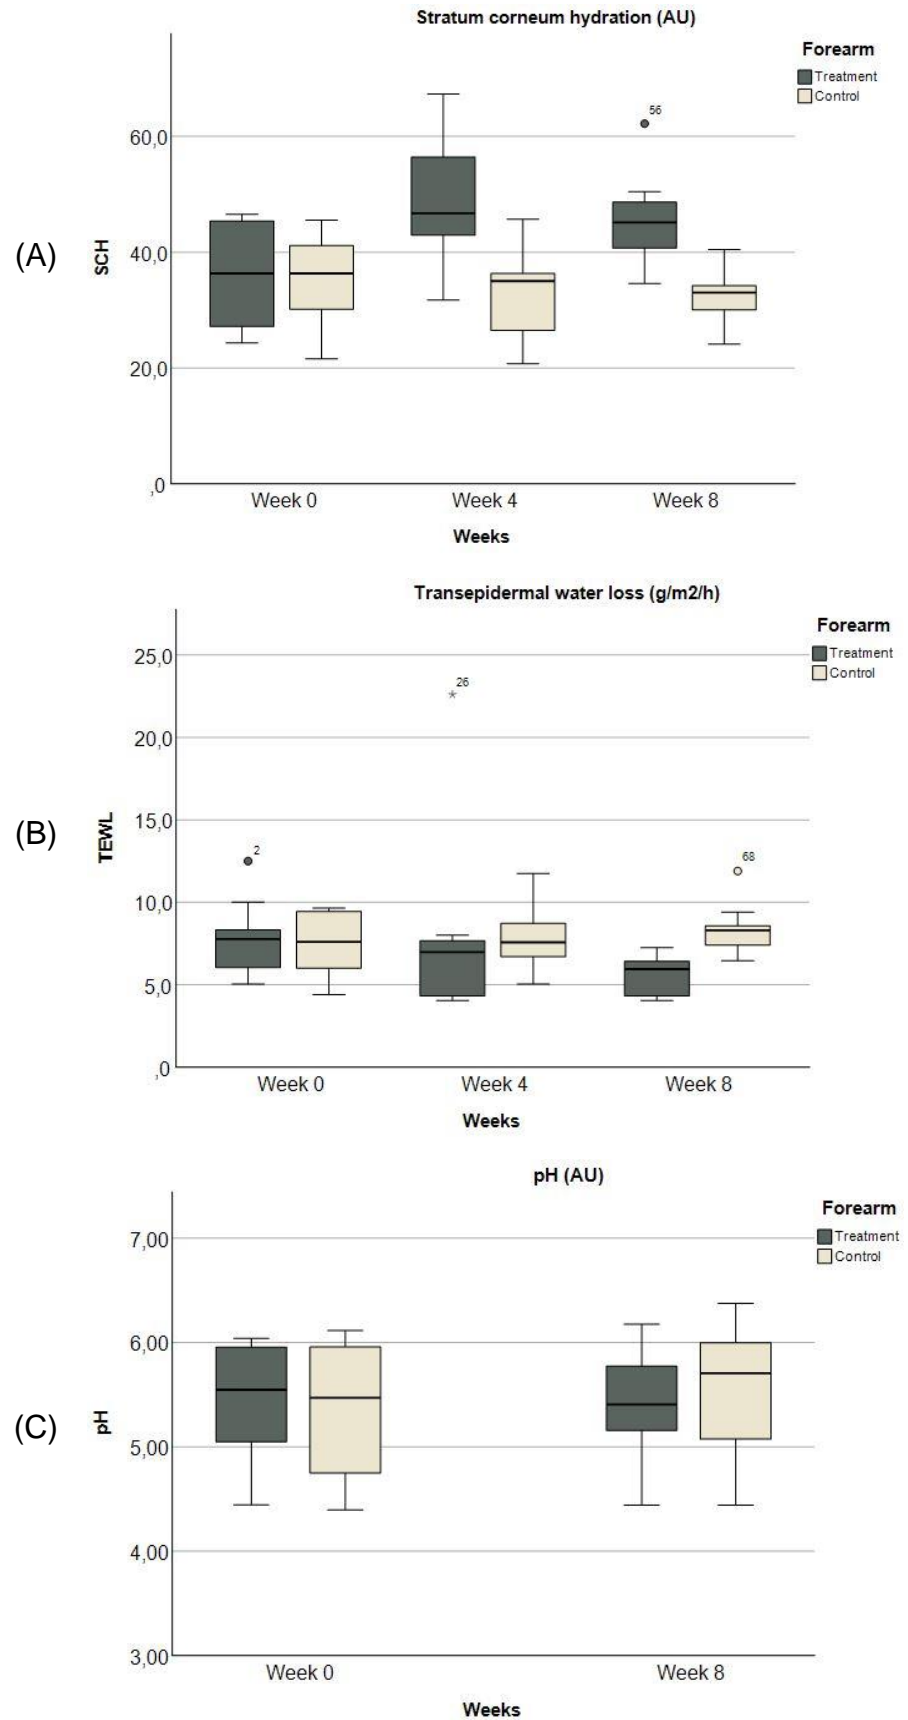 Stratum corneum hydration (AU)
Forearm
Treatment
Control
56
60,0
(A)
SCH
40,0
20,0
,0
Week 0 Week 4 Week 8
Weeks
Transepidermal water loss (g/m2/h)
Forearm
Treatment
Control
25,0
26
20,0
15,0
(B)
TEWL
2
68
10,0
5,0
,0
Week 0 Week 4 Week 8
Weeks
pH (AU)
Forearm
Treatment
Control
7,00
6,00
(C)
pH
5,00
4,00
3,00
Week 0 Week 8
Weeks